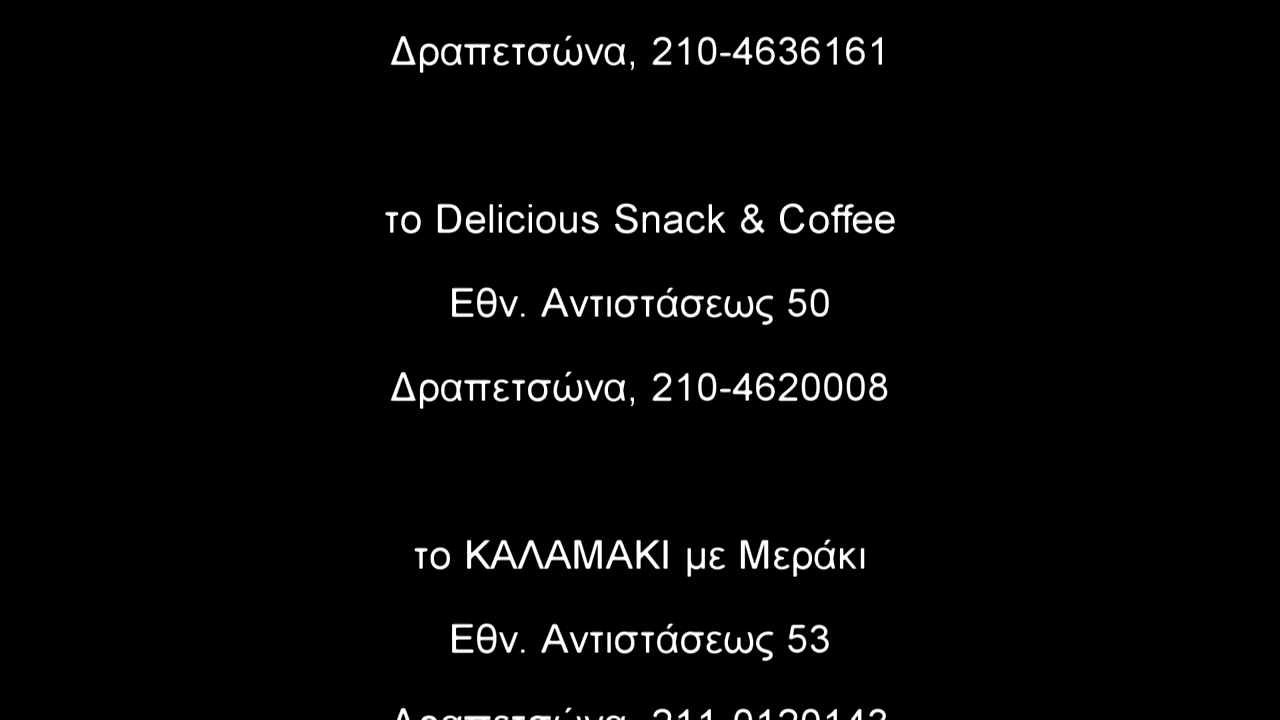 Δραπετσώνα, 210-4636161
το Delicious Snack & Coffee
Εθν. Αντιστάσεως 50
Δραπετσώνα, 210-4620008
το ΚΑΛΑΜΑΚΙ με Μεράκι
Εθν. Αντιστάσεως 53
Δραπετσώνα,